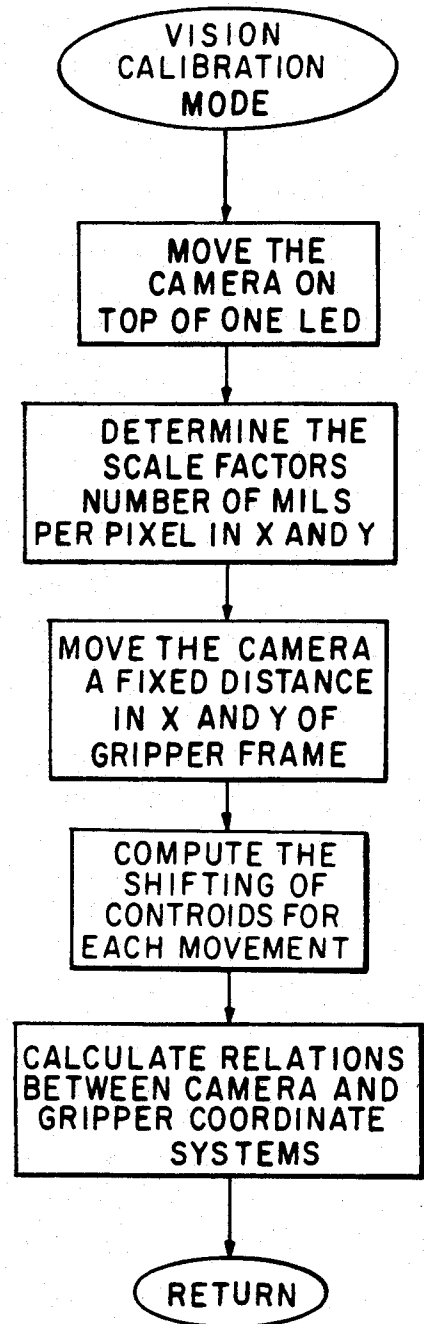 VISION
CALIBRATION
MODE
MOVE THE
CAMERA ON
TOP OF ONE LED
DETERMINE THE
SCALE FACTORS
NUMBER OF MILS
PER PIXEL IN X AND Y
MOVE THE CAMERA
A FIXED DISTANCE
IN X AND Y OF
GRIPPER FRAME
COMPUTE THE
SHIFTING OF
CONTROIDS FOR
EACH MOVEMENT
CALCULATE RELATIONS
BETWEEN CAMERA AND
GRIPPER COORDINATE
SYSTEMS
RETURN